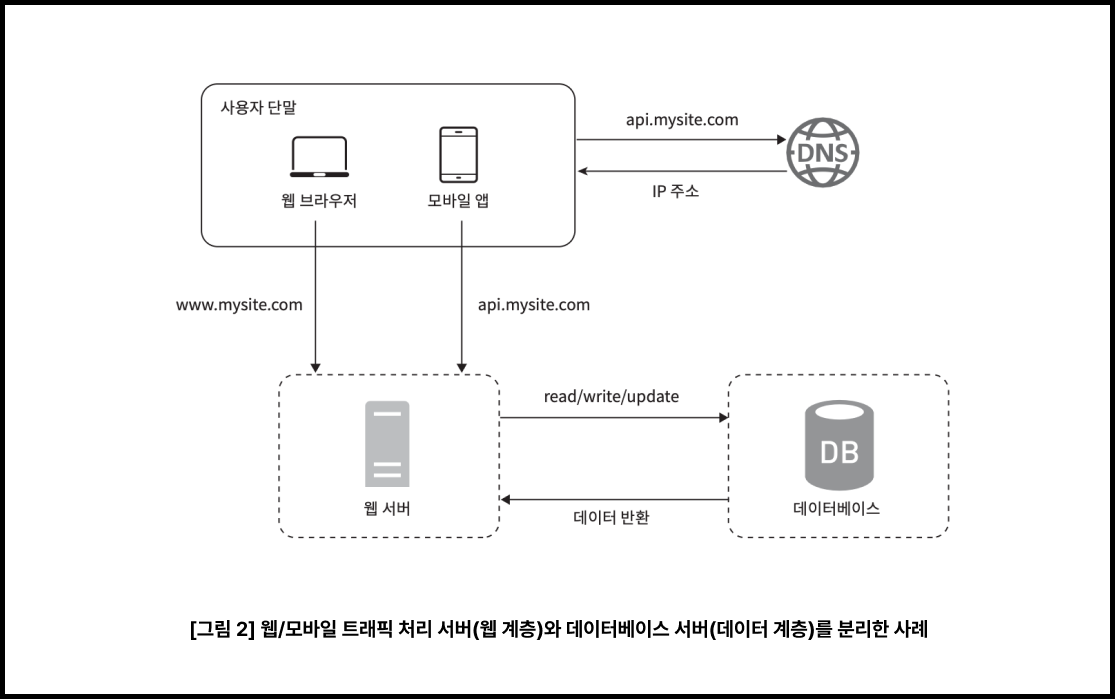 사용자 단말
웹 브라우저
모바일 앱
api.mysite.com
DNS
IP 주소
www.mysite.com
api.mysite.com
웹 서버
read/write/update
데이터 반환
DB
데이터베이스
[그림 2] 웹/모바일 트래픽 처리 서버(웹 계층)와 데이터베이스 서버(데이터 계층)를 분리한 사례